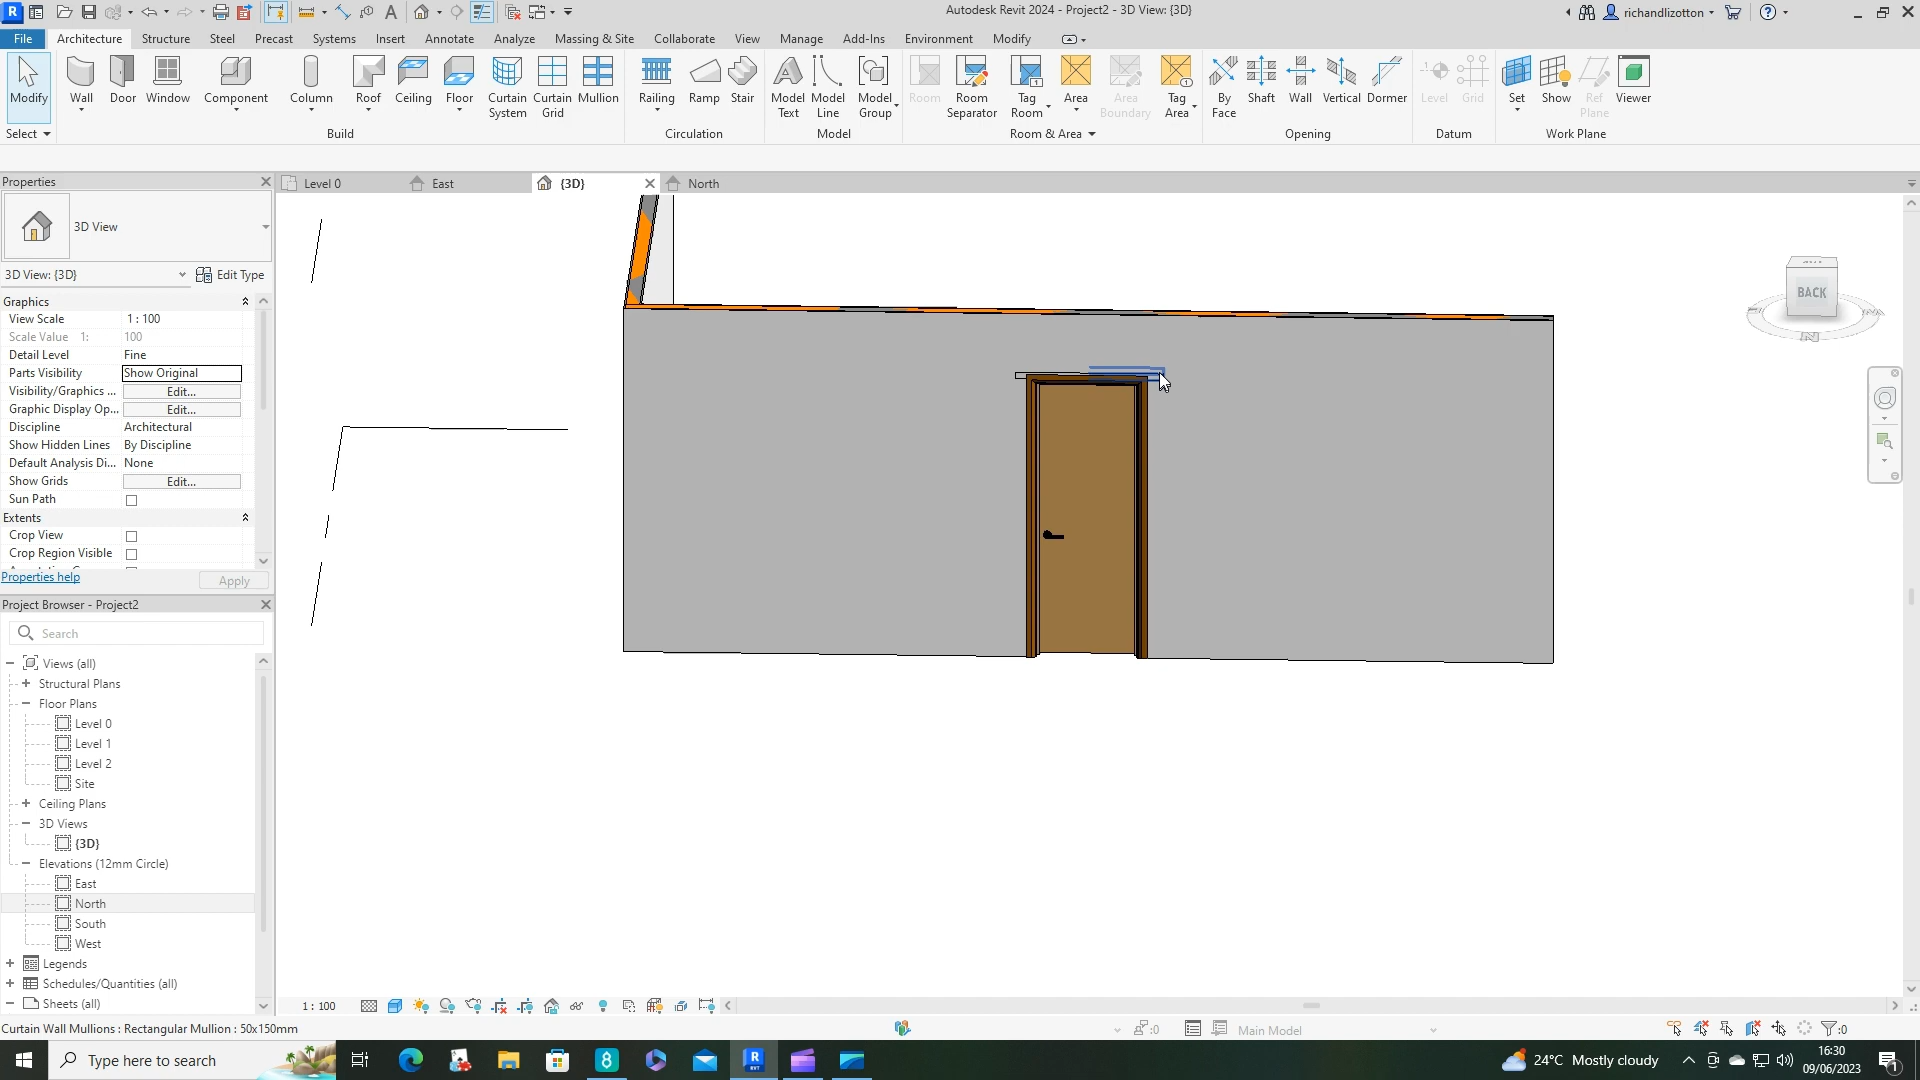 Autodesk Revit 2024 - Project2 - 3D View: {3D}
richandlizotton
File Architecture Structure Steel Precast Systems Insert Annotate Analyze Massing & Site Collaborate View Manage Add-Ins Environment Modify
Modify Wall Door Window Component Column Roof Ceiling Floor Curtain System Curtain Grid Mullion Railing Ramp Stair Model Text Model Line Model Group Room Room Separator Tag Room Area Area Boundary Tag Area By Face Shaft Wall Vertical Dormer Level Grid Set Show Ref Plane Viewer
Select Build Circulation Model Room & Area Opening Datum Work Plane
Properties
Level 0 East {3D} North
3D View
3D View: {3D} Edit Type
Graphics
View Scale 1 : 100
Scale Value 1: 100
Detail Level Fine
Parts Visibility Show Original
Visibility/Graphics ... Edit...
Graphic Display Op... Edit...
Discipline Architectural
Show Hidden Lines By Discipline
Default Analysis Di... None
Show Grids Edit...
Sun Path
Extents
Crop View
Crop Region Visible
Properties help Apply
BACK
Project Browser - Project2
Search
Views (all)
Structural Plans
Floor Plans
Level 0
Level 1
Level 2
Site
Ceiling Plans
3D Views
{3D}
Elevations (12mm Circle)
East
North
South
West
Legends
Schedules/Quantities (all)
Sheets (all)
1 : 100
Curtain Wall Mullions : Rectangular Mullion : 50x150mm
:0
Main Model
:0
Type here to search
24°C Mostly cloudy
16:30
09/06/2023
1